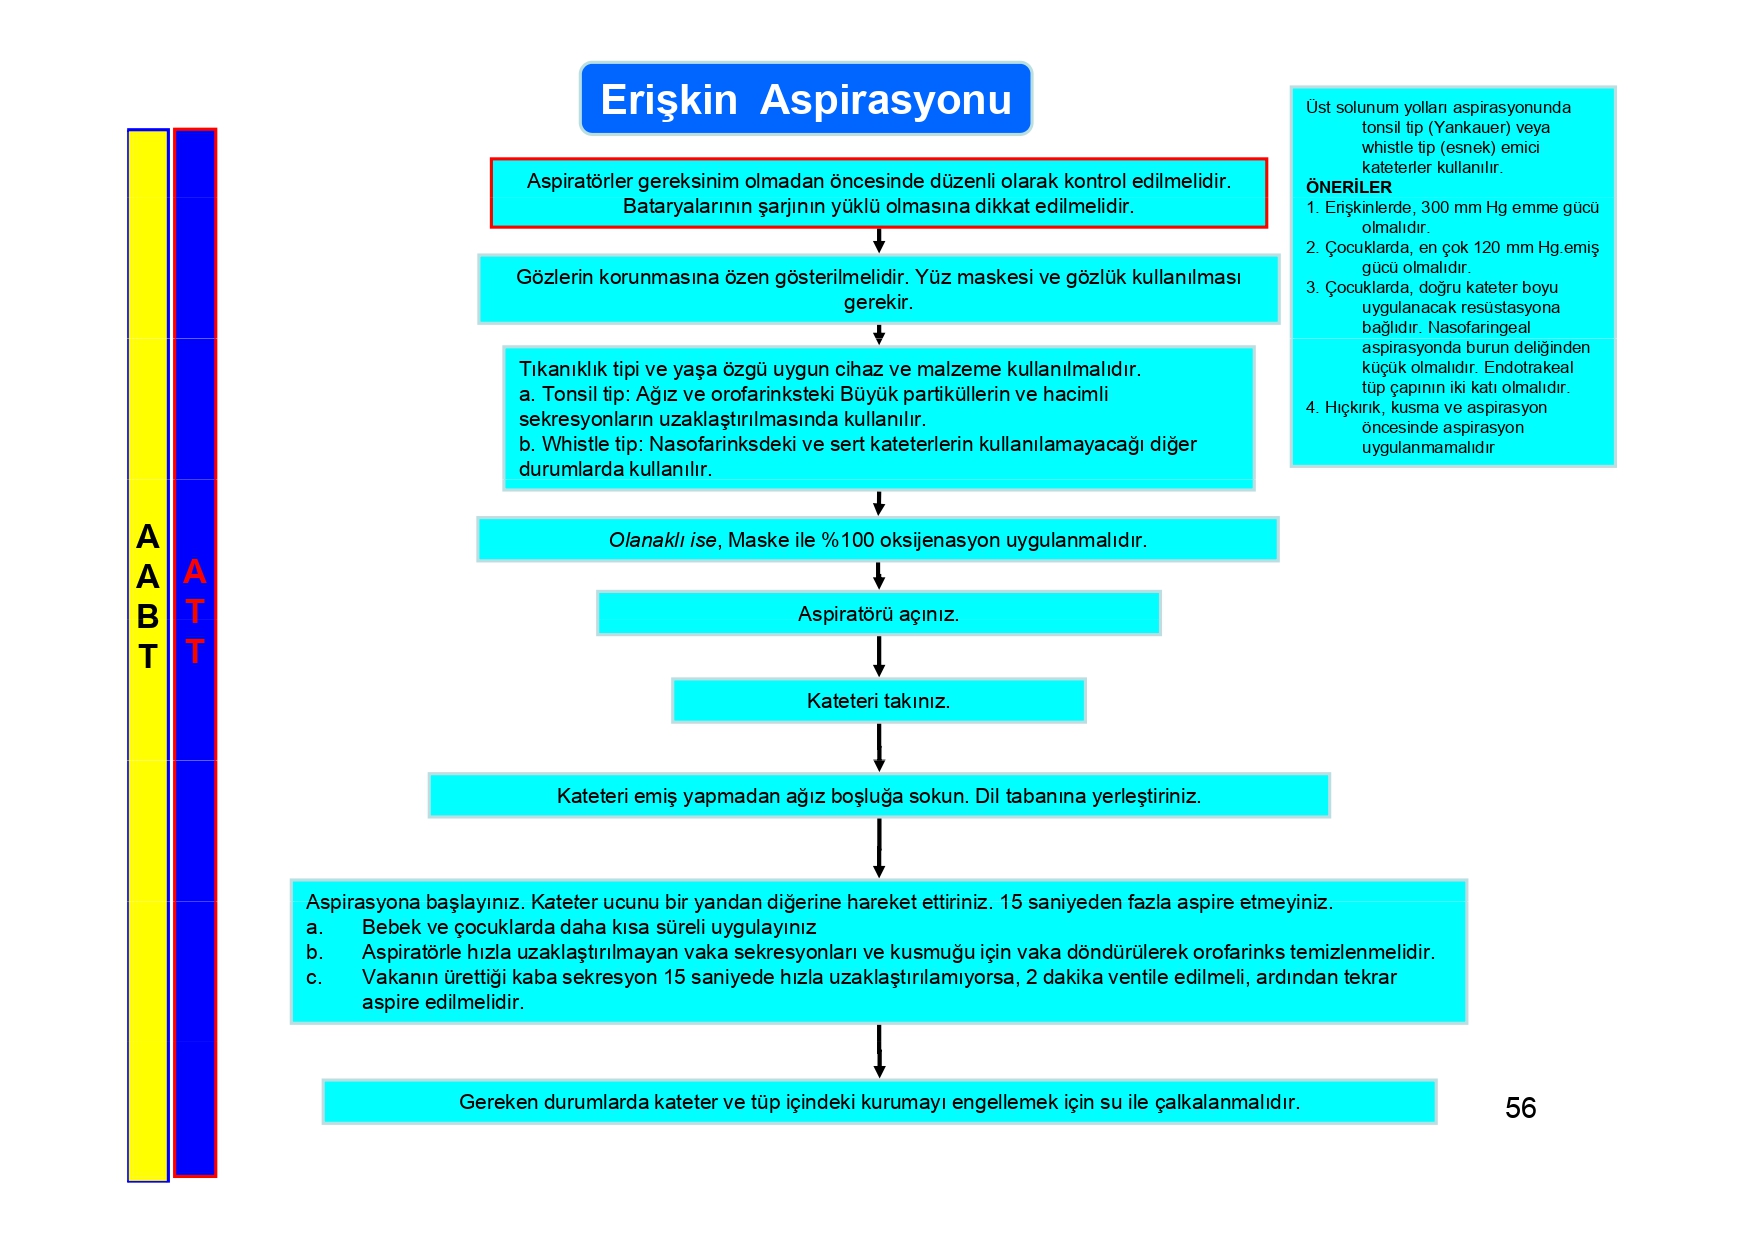 Erişkin Aspirasyonu
Aspiratörler gereksinim olmadan öncesinde düzenli olarak kontrol edilmelidir.
Bataryalarının şarjının yüklü olmasına dikkat edilmelidir.
Gözlerin korunmasına özen gösterilmelidir. Yüz maskesi ve gözlük kullanılması
gerekir.
Tıkanıklık tipi ve yaşa özgü uygun cihaz ve malzeme kullanılmalıdır.
a. Tonsil tip: Ağız ve orofarinksteki Büyük partiküllerin ve hacimli
sekresyonların uzaklaştırılmasında kullanılır.
b. Whistle tip: Nasofarinksdeki ve sert kateterlerin kullanılamayacağı diğer
durumlarda kullanılır.
Olanaklı ise, Maske ile %100 oksijenasyon uygulanmalıdır.
Aspiratörü açınız.
Kateteri takınız.
Kateteri emiş yapmadan ağız boşluğa sokun. Dil tabanına yerleştiriniz.
Aspirasyona başlayınız. Kateter ucunu bir yandan diğerine hareket ettiriniz. 15 saniyeden fazla aspire etmeyiniz.
a. Bebek ve çocuklarda daha kısa süreli uygulayınız
b. Aspiratörle hızla uzaklaştırılmayan vaka sekresyonları ve kusmuğu için vaka döndürülerek orofarinks temizlenmelidir.
c. Vakanın ürettiği kaba sekresyon 15 saniyede hızla uzaklaştırılamıyorsa, 2 dakika ventile edilmeli, ardından tekrar
aspire edilmelidir.
Gereken durumlarda kateter ve tüp içindeki kurumayı engellemek için su ile çalkalanmalıdır.
Üst solunum yolları aspirasyonunda
tonsil tip (Yankauer) veya
whistle tip (esnek) emici
kateterler kullanılır.
ÖNERİLER
1. Erişkinlerde, 300 mm Hg emme gücü
olmalıdır.
2. Çocuklarda, en çok 120 mm Hg.emiş
gücü olmalıdır.
3. Çocuklarda, doğru kateter boyu
uygulanacak resüstasyona
bağlıdır. Nasofaringeal
aspirasyonda burun deliğinden
küçük olmalıdır. Endotrakeal
tüp çapının iki katı olmalıdır.
4. Hıçkırık, kusma ve aspirasyon
öncesinde aspirasyon
uygulanmamalıdır
A
A
B
T
A
T
T
56